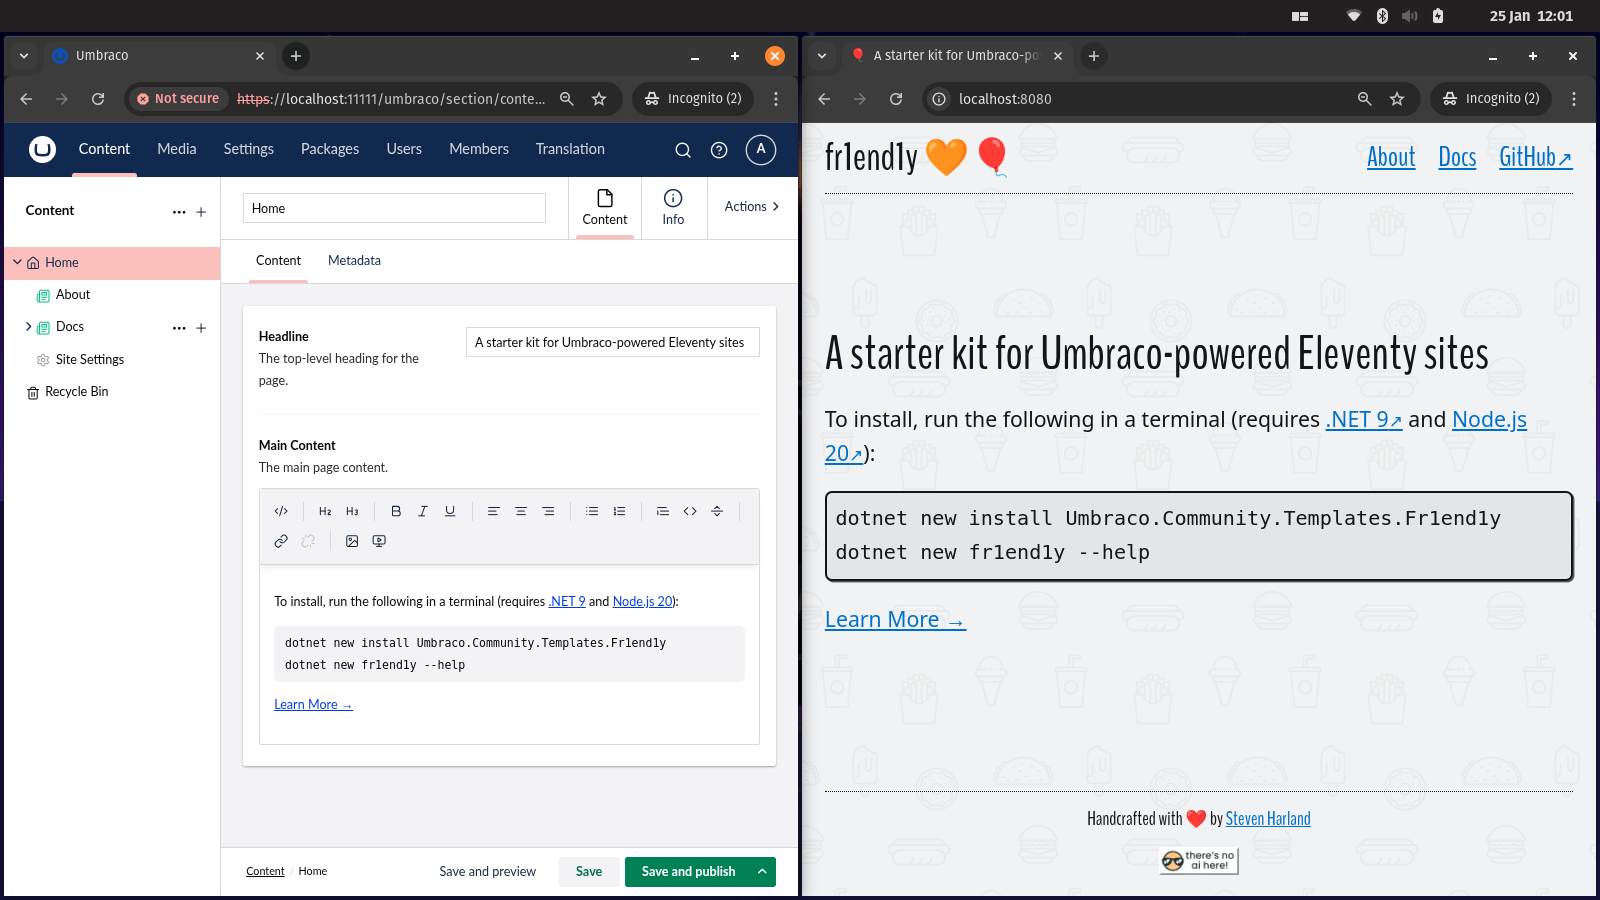 25 Jan 12:01
Umbraco
Not secure https://localhost:11111/umbraco/section/conte... Incognito (2)
Content Media Settings Packages Users Members Translation A
Content
Home
About
Docs
Site Settings
Recycle Bin
Home
Content
Info
Actions
Content Metadata
Headline
The top-level heading for the
page.
A starter kit for Umbraco-powered Eleventy sites
Main Content
The main page content.
H2 H3 B I U
To install, run the following in a terminal (requires .NET 9 and Node.js 20):
dotnet new install Umbraco.Community.Templates.Fr1end1y
dotnet new fr1end1y --help
Learn More →
Content / Home Save and preview Save Save and publish
A starter kit for Umbraco-po
localhost:8080 Incognito (2)
fr1end1y 🧡🎈 About Docs GitHub↗
A starter kit for Umbraco-powered Eleventy sites
To install, run the following in a terminal (requires .NET 9↗ and Node.js
20↗):
dotnet new install Umbraco.Community.Templates.Fr1end1y
dotnet new fr1end1y --help
Learn More →
Handcrafted with ❤️ by Steven Harland
there's no
ai here!